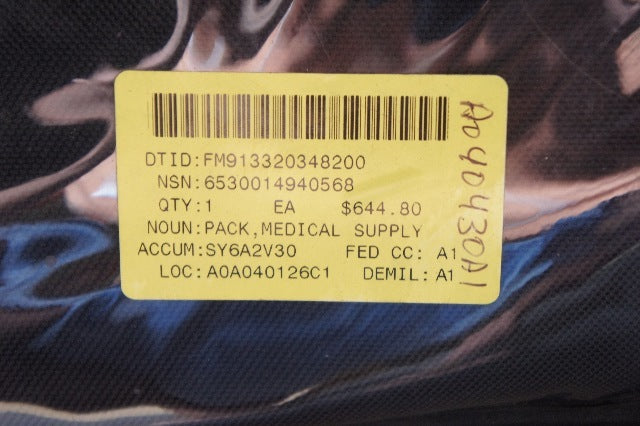 DTID:FM913320348200
NSN:6530014940568
QTY:1 EA $644.80
NOUN:PACK,MEDICAL SUPPLY
ACCUM:SY6A2V30 FED CC: A1
LOC:A0A040126C1 DEMIL:A1
A040430A1